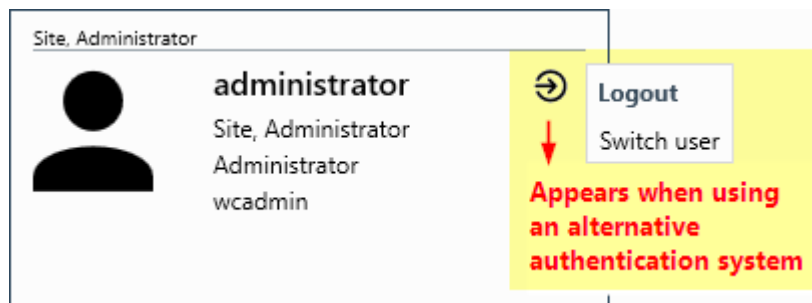 Site, Administrator
administrator
Site, Administrator
Administrator
wcadmin
Logout
Switch user
Appears when using
an alternative
authentication system